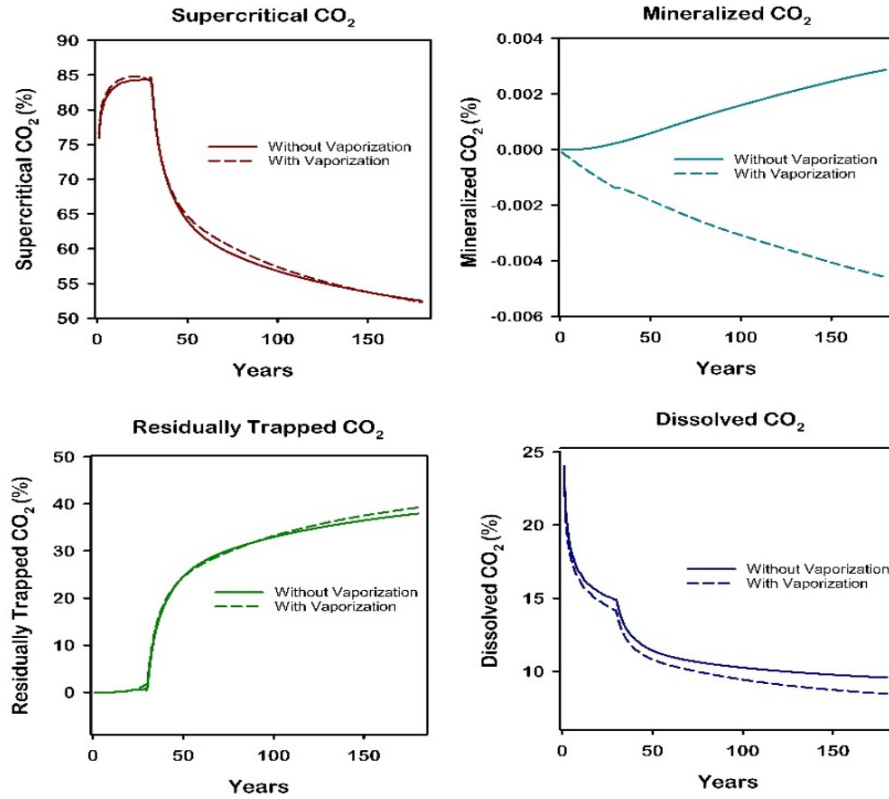 Supercritical CO₂
Supercritical CO₂ (%)
90
85
80
75
70
65
60
55
50
Without Vaporization
With Vaporization
0 50 100 150
Years
Mineralized CO₂
Mineralized CO₂ (%)
0.004
0.002
0.000
-0.002
-0.004
-0.006
Without Vaporization
With Vaporization
0 50 100 150
Years
Residually Trapped CO₂
Residually Trapped CO₂ (%)
50
40
30
20
10
0
Without Vaporization
With Vaporization
0 50 100 150
Years
Dissolved CO₂
Dissolved CO₂ (%)
25
20
15
10
Without Vaporization
With Vaporization
0 50 100 150
Years